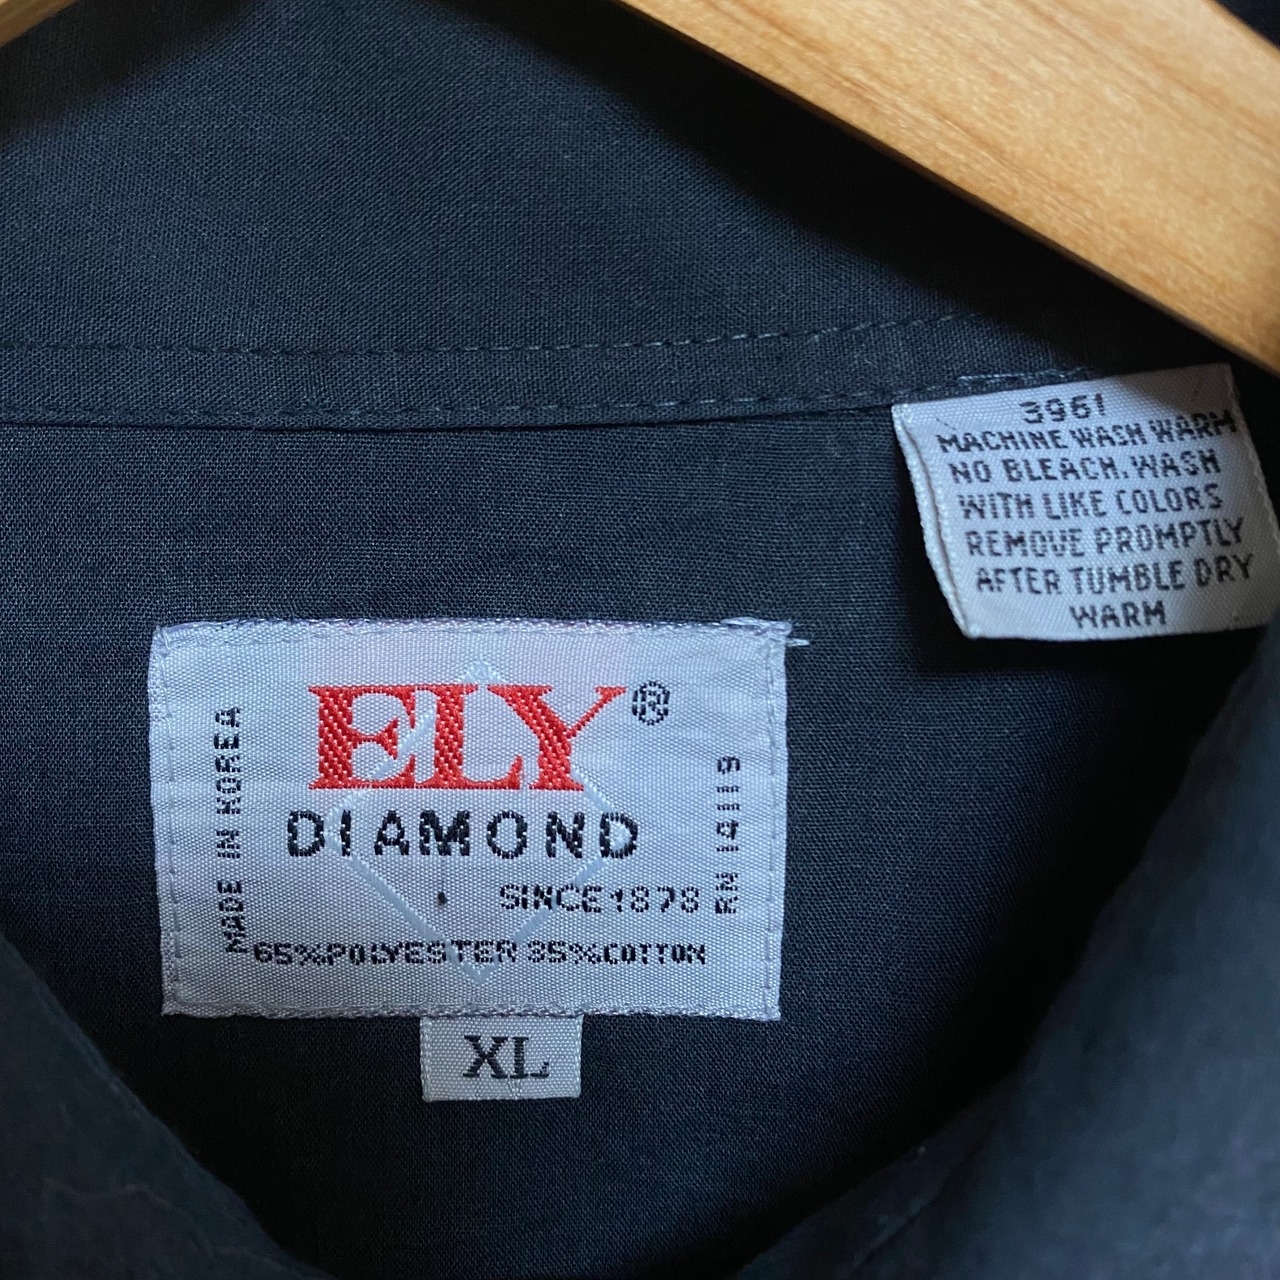 3961
MACHINE WASH WARM
NO BLEACH. WASH
WITH LIKE COLORS
REMOVE PROMPTLY
AFTER TUMBLE DRY
WARM
ELY®
DIAMOND
SINCE 1878
65%POLYESTER 35%COTTON
MADE IN KOREA
RN 14119
XL